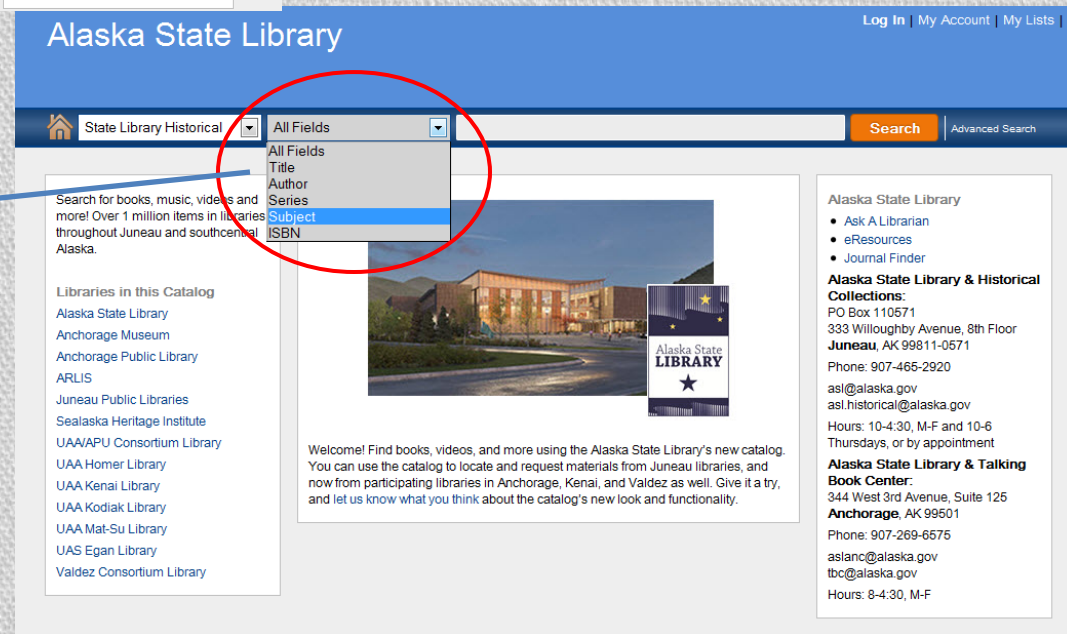 Alaska State Library
Log In | My Account | My Lists |
State Library Historical
All Fields
Search
Advanced Search
All Fields
Title
Author
Series
Subject
ISBN
Search for books, music, videos and
more! Over 1 million items in libraries
throughout Juneau and southcentral
Alaska.
Libraries in this Catalog
Alaska State Library
Anchorage Museum
Anchorage Public Library
ARLIS
Juneau Public Libraries
Sealaska Heritage Institute
UAA/APU Consortium Library
UAA Homer Library
UAA Kenai Library
UAA Kodiak Library
UAA Mat-Su Library
UAS Egan Library
Valdez Consortium Library
Alaska State
LIBRARY
Welcome! Find books, videos, and more using the Alaska State Library's new catalog.
You can use the catalog to locate and request materials from Juneau libraries, and
now from participating libraries in Anchorage, Kenai, and Valdez as well. Give it a try,
and let us know what you think about the catalog's new look and functionality.
Alaska State Library
• Ask A Librarian
• eResources
• Journal Finder
Alaska State Library & Historical
Collections:
PO Box 110571
333 Willoughby Avenue, 8th Floor
Juneau, AK 99811-0571
Phone: 907-465-2920
asl@alaska.gov
asl.historical@alaska.gov
Hours: 10-4:30, M-F and 10-6
Thursdays, or by appointment
Alaska State Library & Talking
Book Center:
344 West 3rd Avenue, Suite 125
Anchorage, AK 99501
Phone: 907-269-6575
aslanc@alaska.gov
tbc@alaska.gov
Hours: 8-4:30, M-F